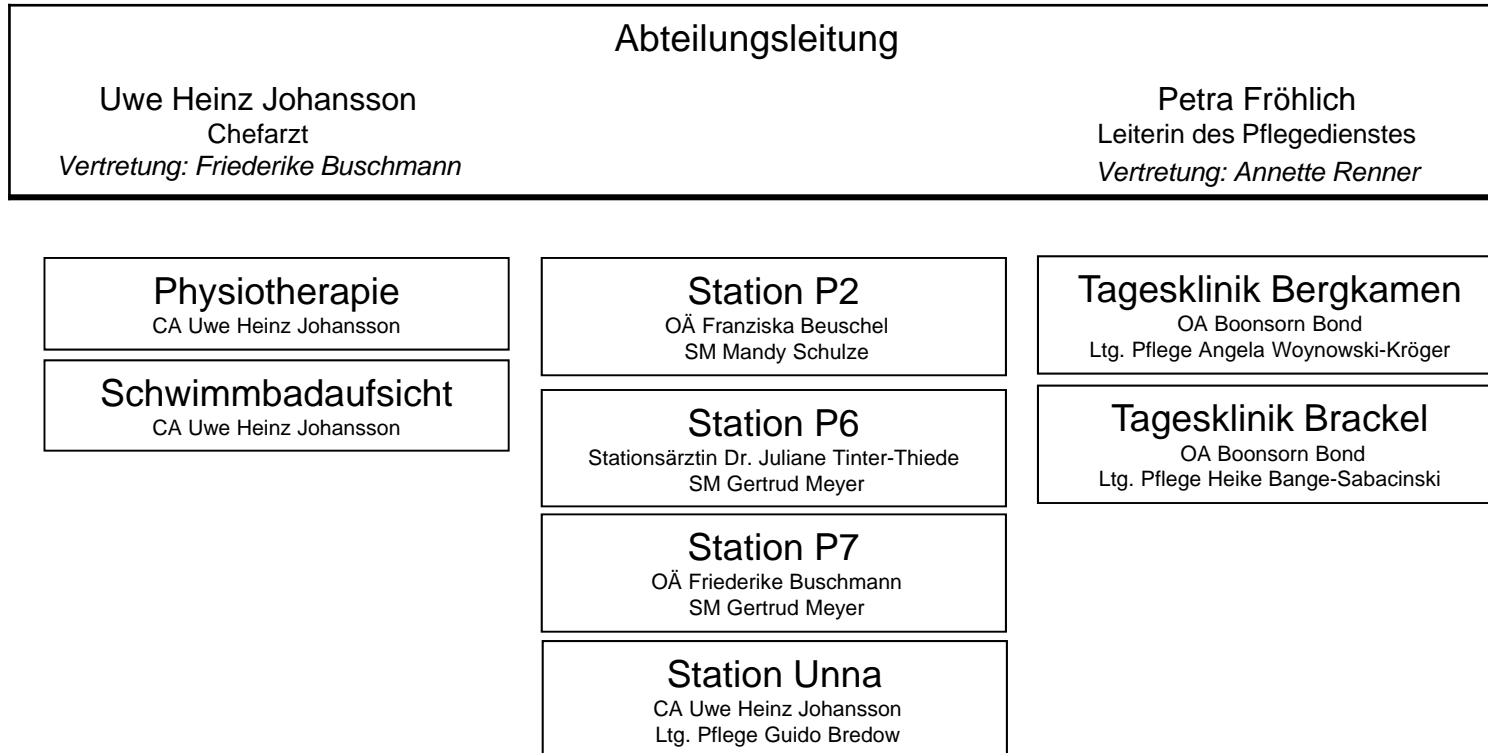 Abteilungsleitung
Uwe Heinz Johansson
Chefarzt
Vertretung: Friederike Buschmann
Petra Fröhlich
Leiterin des Pflegedienstes
Vertretung: Annette Renner
Physiotherapie
CA Uwe Heinz Johansson
Schwimmbadaufsicht
CA Uwe Heinz Johansson
Station P2
OÄ Franziska Beuschel
SM Mandy Schulze
Station P6
Stationsärztin Dr. Juliane Tinter-Thiede
SM Gertrud Meyer
Station P7
OÄ Friederike Buschmann
SM Gertrud Meyer
Station Unna
CA Uwe Heinz Johansson
Ltg. Pflege Guido Bredow
Tagesklinik Bergkamen
OA Boonsorn Bond
Ltg. Pflege Angela Woynowski-Kröger
Tagesklinik Brackel
OA Boonsorn Bond
Ltg. Pflege Heike Bange-Sabacinski